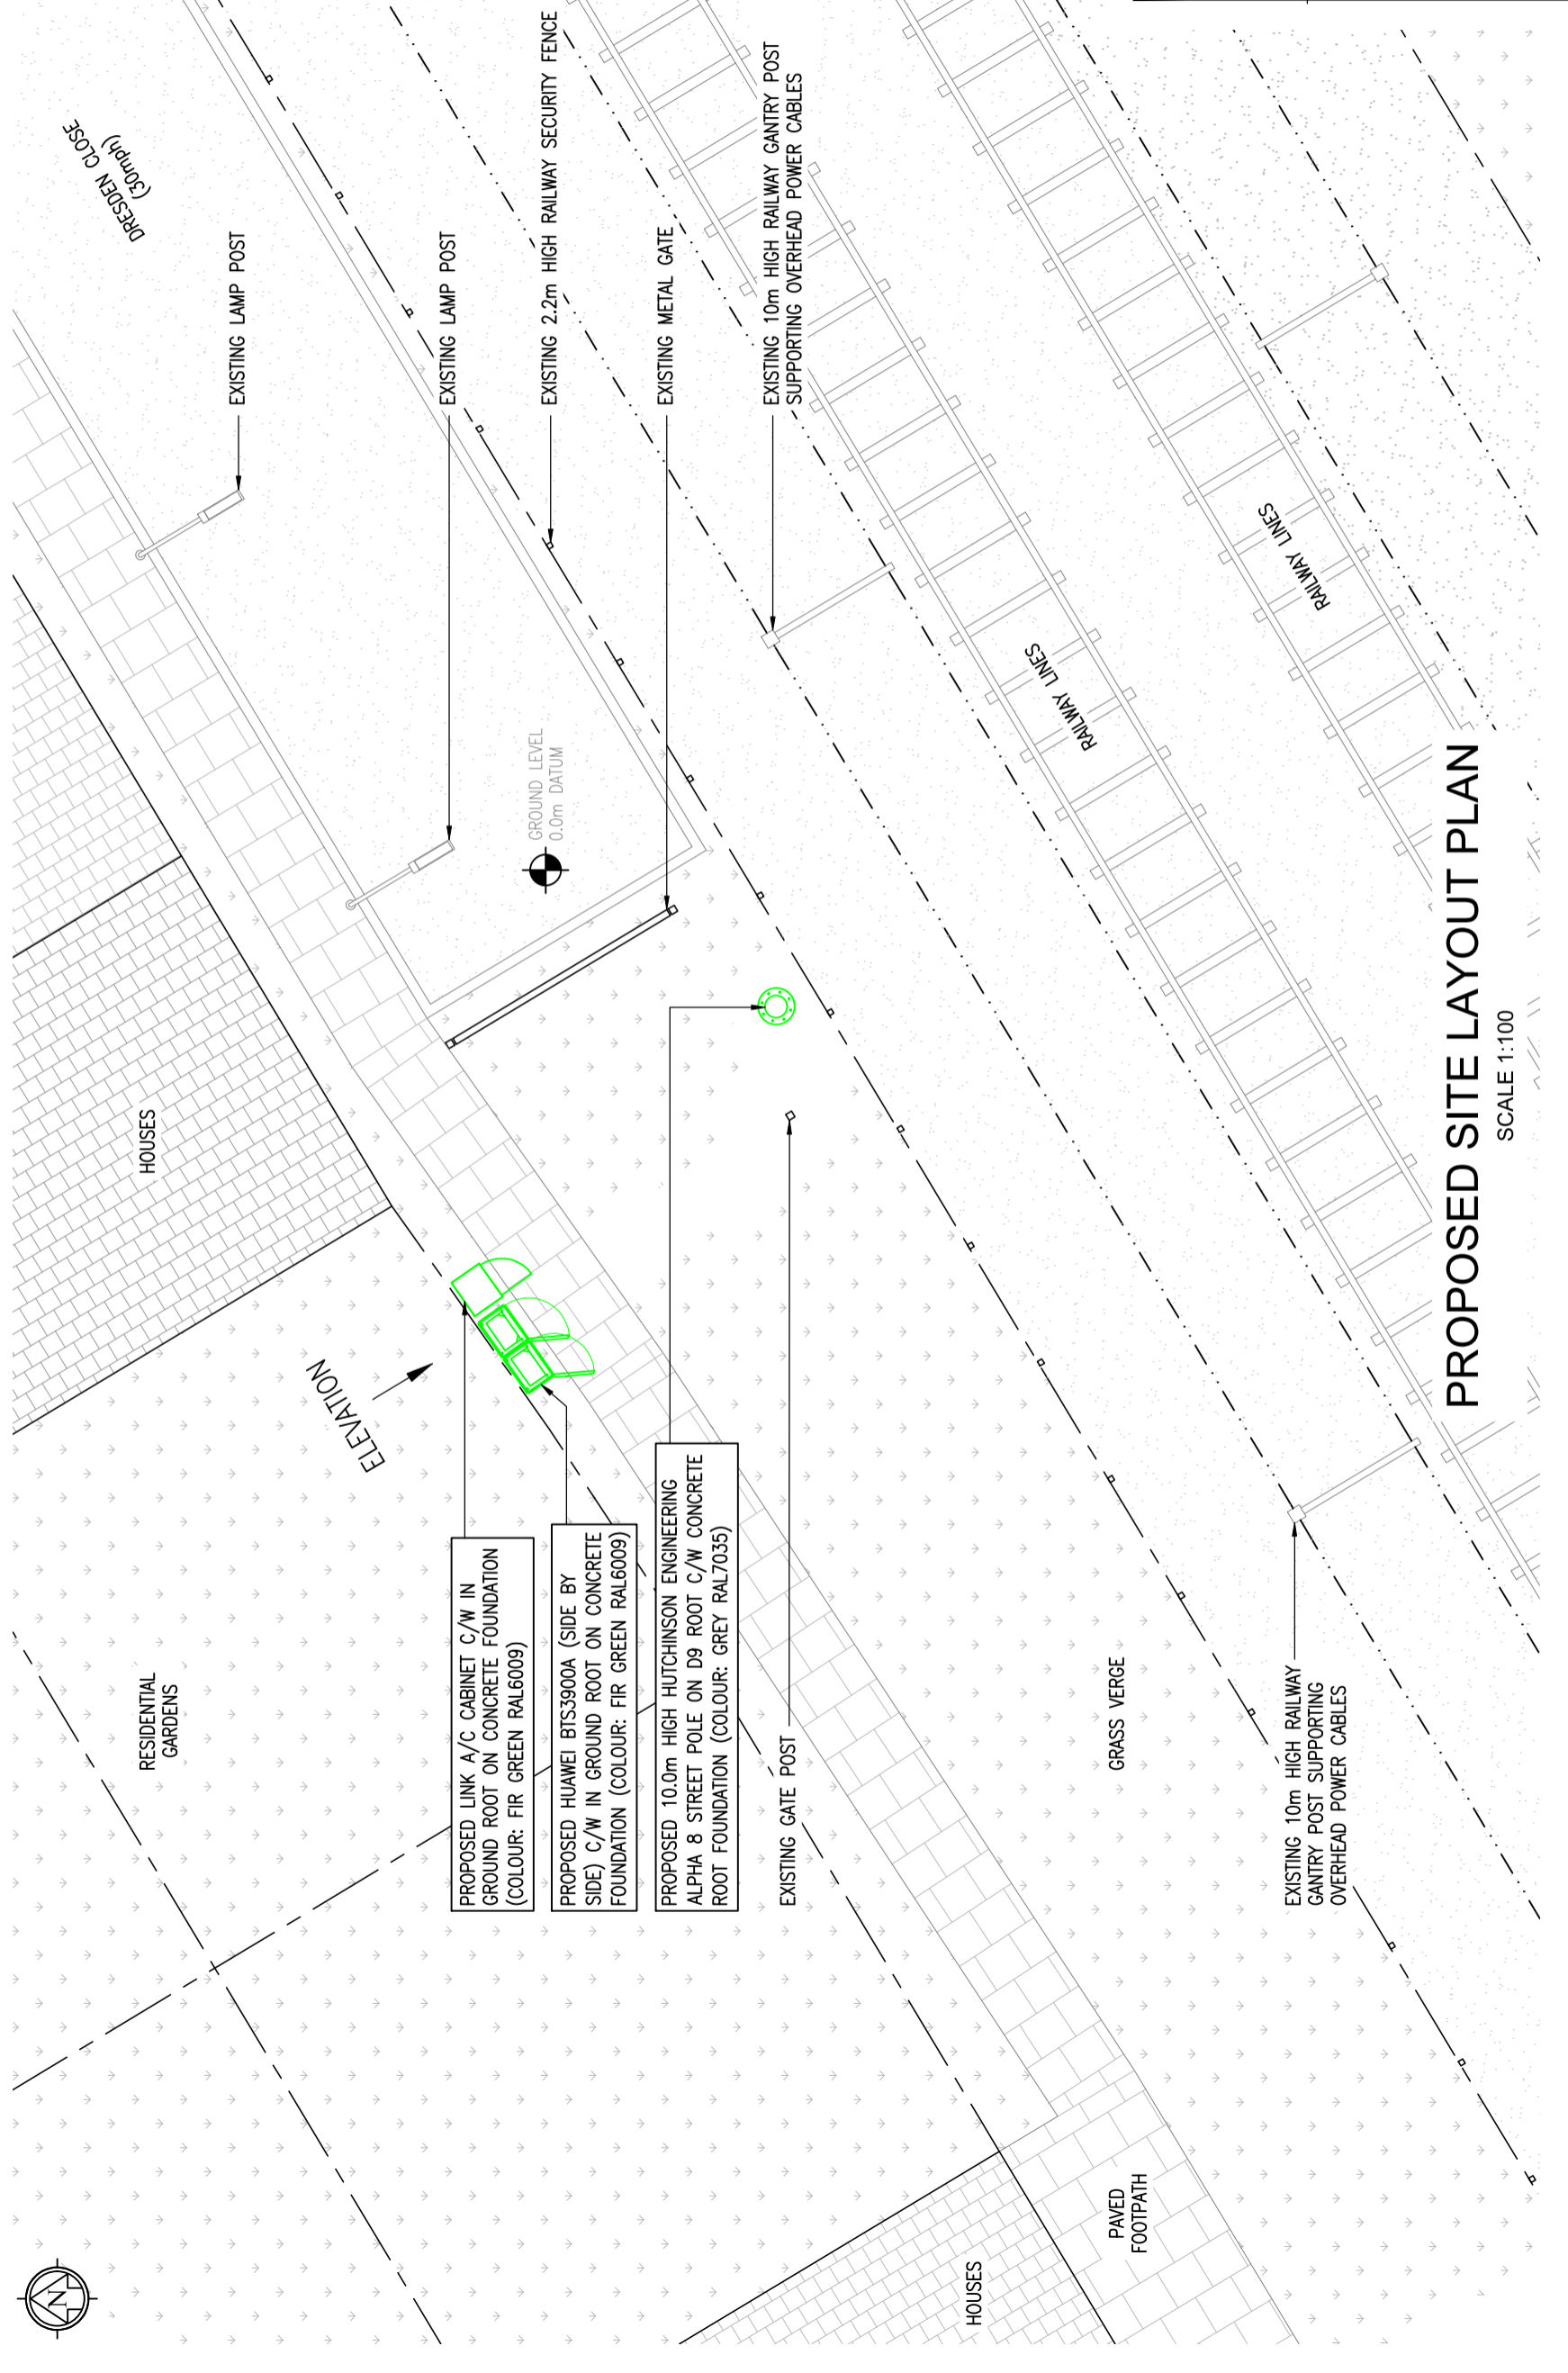 N
DRESDEN CLOSE
(30mph)
RESIDENTIAL
GARDENS
HOUSES
EXISTING LAMP POST
ELEVATION
EXISTING LAMP POST
PROPOSED LINK A/C CABINET C/W IN
GROUND ROOT ON CONCRETE FOUNDATION
(COLOUR: FIR GREEN RAL6009)
GROUND LEVEL
0.0m DATUM
EXISTING 2.2m HIGH RAILWAY SECURITY FENCE
PROPOSED HUAWEI BTS3900A (SIDE BY
SIDE) C/W IN GROUND ROOT ON CONCRETE
FOUNDATION (COLOUR: FIR GREEN RAL6009)
EXISTING METAL GATE
PROPOSED 10.0m HIGH HUTCHINSON ENGINEERING
ALPHA 8 STREET POLE ON D9 ROOT C/W CONCRETE
ROOT FOUNDATION (COLOUR: GREY RAL7035)
EXISTING 10m HIGH RAILWAY GANTRY POST
SUPPORTING OVERHEAD POWER CABLES
EXISTING GATE POST
HOUSES
RAILWAY LINES
PAVED
FOOTPATH
GRASS VERGE
RAILWAY LINES
EXISTING 10m HIGH RAILWAY
GANTRY POST SUPPORTING
OVERHEAD POWER CABLES
PROPOSED SITE LAYOUT PLAN
SCALE 1:100